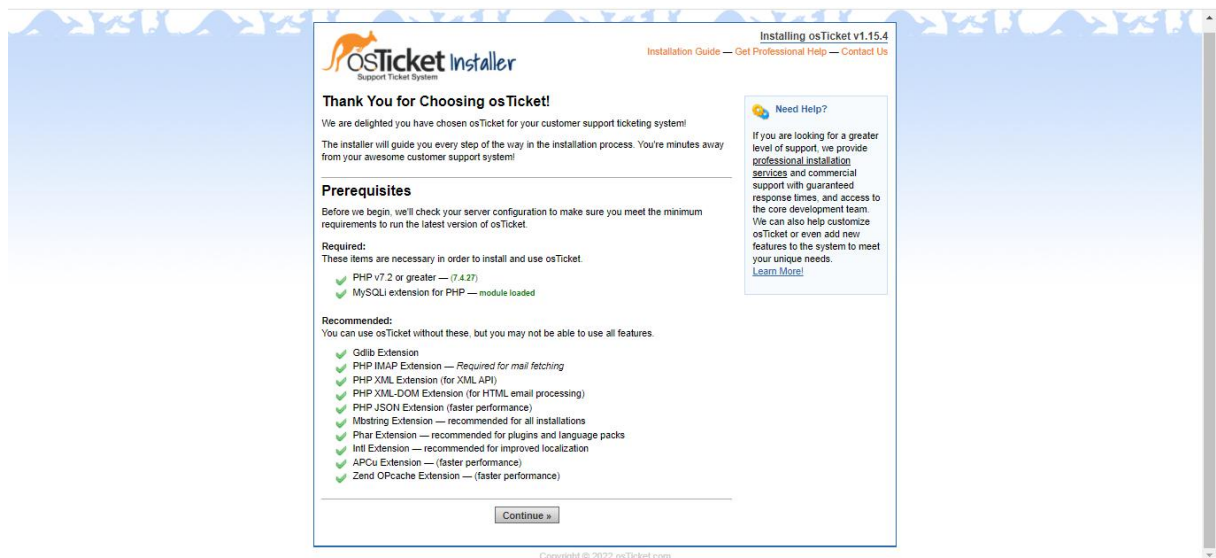 osTicket Installer
Support Ticket System
Installing osTicket v1.15.4
Installation Guide — Get Professional Help — Contact Us
Thank You for Choosing osTicket!
We are delighted you have chosen osTicket for your customer support ticketing system!
The installer will guide you every step of the way in the installation process. You're minutes away
from your awesome customer support system!
Prerequisites
Before we begin, we'll check your server configuration to make sure you meet the minimum
requirements to run the latest version of osTicket.
Required:
These items are necessary in order to install and use osTicket.
PHP v7.2 or greater — (7.4.27)
MySQLi extension for PHP — module loaded
Recommended:
You can use osTicket without these, but you may not be able to use all features.
Gdlib Extension
PHP IMAP Extension — Required for mail fetching
PHP XML Extension (for XML API)
PHP XML-DOM Extension (for HTML email processing)
PHP JSON Extension (faster performance)
Mbstring Extension — recommended for all installations
Phar Extension — recommended for plugins and language packs
Intl Extension — recommended for improved localization
APCu Extension — (faster performance)
Zend OPcache Extension — (faster performance)
Continue »
Need Help?
If you are looking for a greater
level of support, we provide
professional installation
services and commercial
support with guaranteed
response times, and access to
the core development team.
We can also help customize
osTicket or even add new
features to the system to meet
your unique needs.
Learn More!
Copyright © 2022 osTicket.com